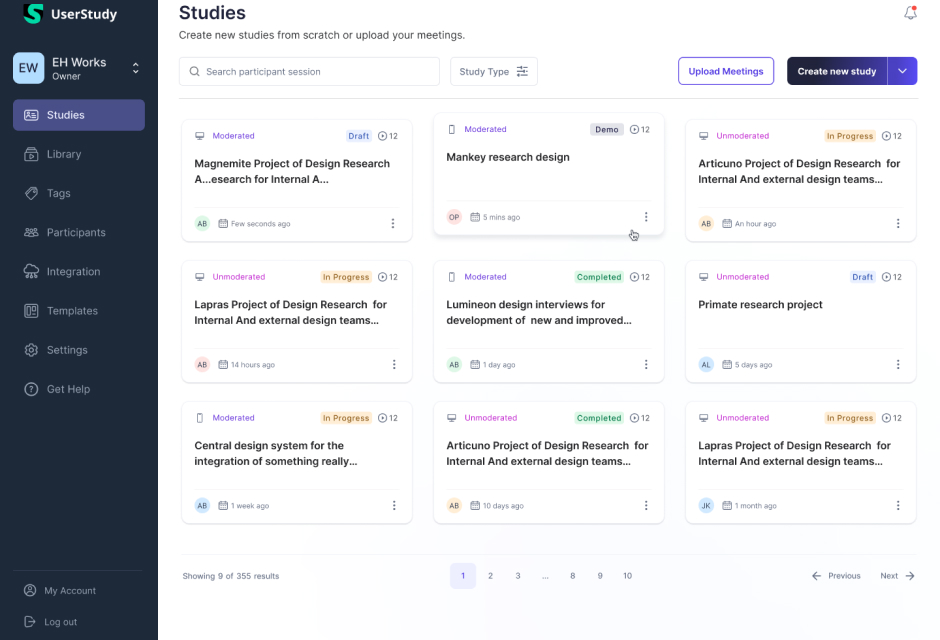 UserStudy
EW
EH Works
Owner
Studies
Library
Tags
Participants
Integration
Templates
Settings
Get Help
My Account
Log out
Studies
Create new studies from scratch or upload your meetings.
Search participant session
Study Type
Upload Meetings
Create new study
Moderated
Draft
12
Magnemite Project of Design Research
A...esearch for Internal A...
AB
Few seconds ago
Moderated
Demo
12
Mankey research design
OP
5 mins ago
Unmoderated
In Progress
12
Articuno Project of Design Research for
Internal And external design teams...
AB
An hour ago
Unmoderated
In Progress
12
Lapras Project of Design Research for
Internal And external design teams...
AB
14 hours ago
Moderated
Completed
12
Lumineon design interviews for
development of new and improved...
AB
1 day ago
Unmoderated
Draft
12
Primate research project
AL
5 days ago
Moderated
In Progress
12
Central design system for the
integration of something really...
AB
1 week ago
Unmoderated
Completed
12
Articuno Project of Design Research for
Internal And external design teams...
AB
10 days ago
Unmoderated
In Progress
12
Lapras Project of Design Research for
Internal And external design teams...
JK
1 month ago
Showing 9 of 355 results
1 2 3 ... 8 9 10
Previous
Next